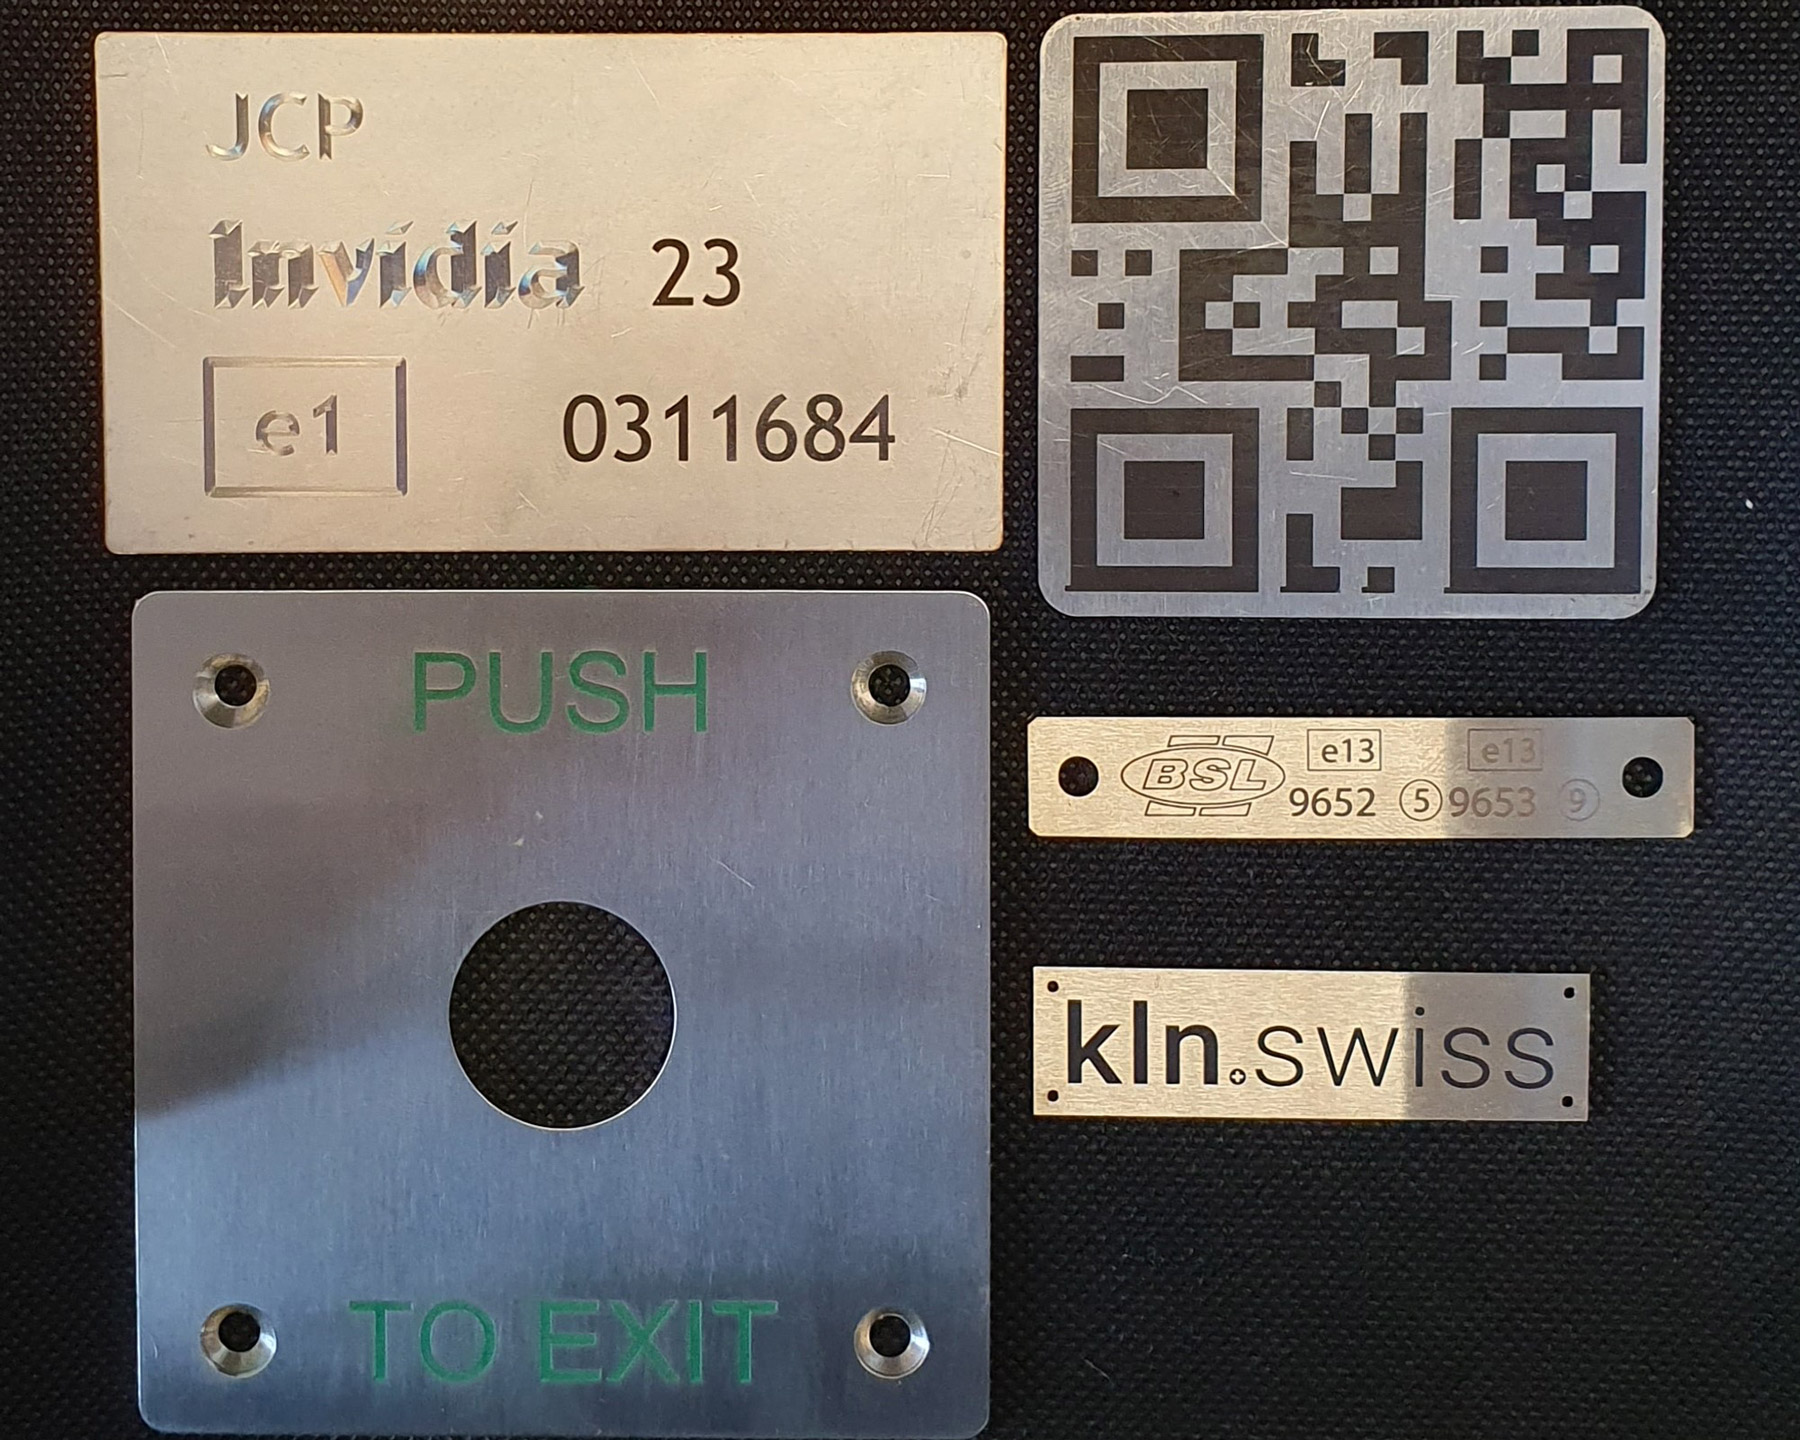 JCP
Invidia 23
e1 0311684
PUSH
TO EXIT
BSL e13 e13
9652 5 9653 9
kln.swiss